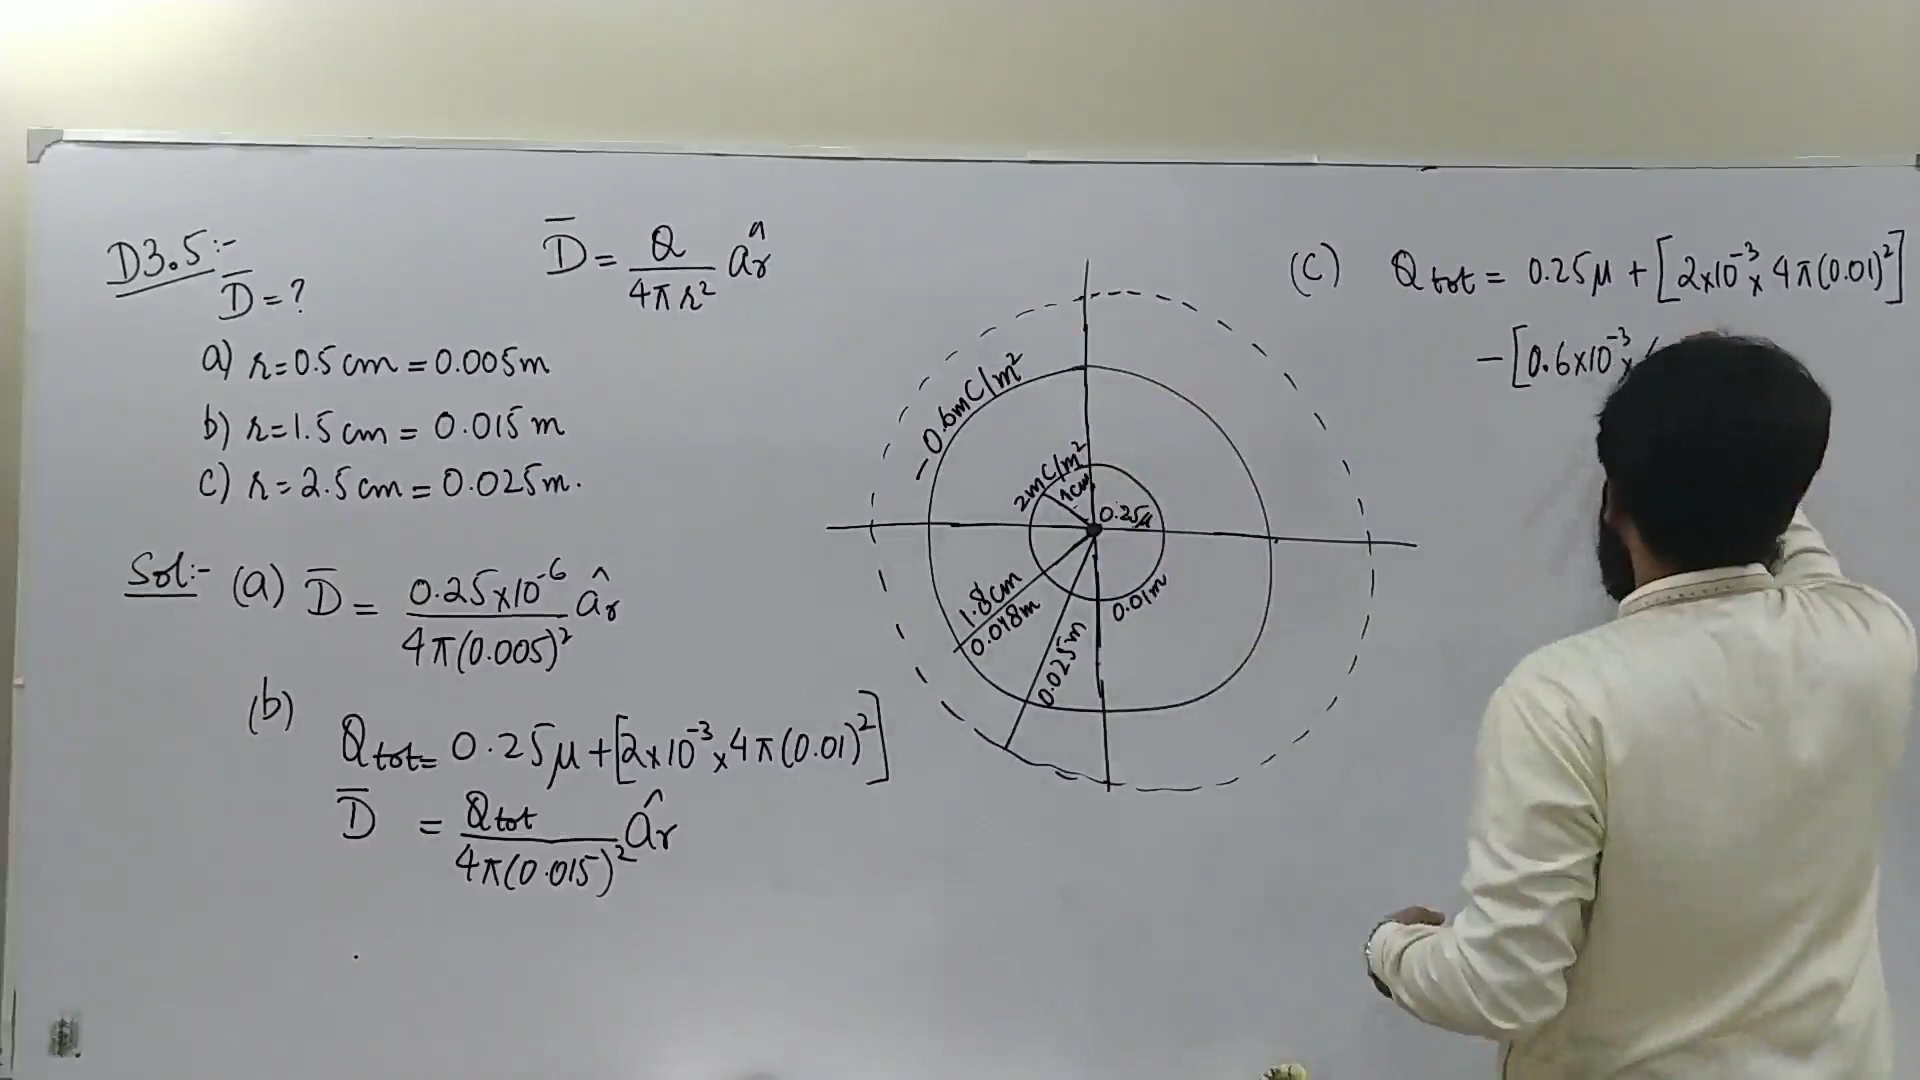 D3.5:-
D̅ = ?
a) r = 0.5 cm = 0.005m
b) r = 1.5 cm = 0.015 m
c) r = 2.5 cm = 0.025m.
D̅ = Q / 4πr² âr
Sol:- (a) D̅ = 0.25×10⁻⁶ / 4π(0.005)² âr
(b)
Qtot = 0.25μ + [2×10⁻³ × 4π(0.01)²]
D̅ = Qtot / 4π(0.015)² âr
-0.6mC/m²
2mC/m²
1cm
0.25μ
1.8cm
0.018m
0.01m
0.025m
(C) Qtot = 0.25μ + [2×10⁻³ × 4π(0.01)²]
- [0.6×10⁻³ ×